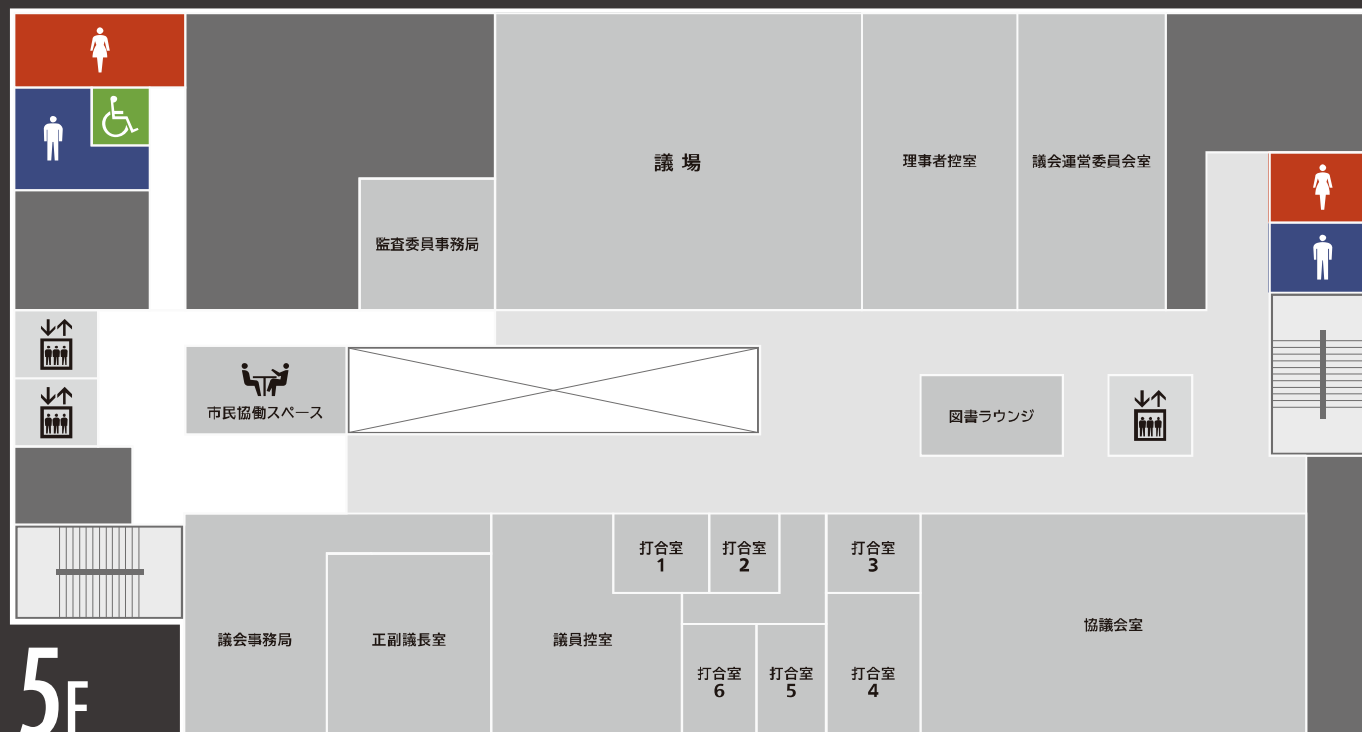 議場
理事者控室
議会運営委員会室
監査委員事務局
市民協働スペース
図書ラウンジ
打合室
1
打合室
2
打合室
3
議会事務局
正副議長室
議員控室
打合室
6
打合室
5
打合室
4
協議会室
5F